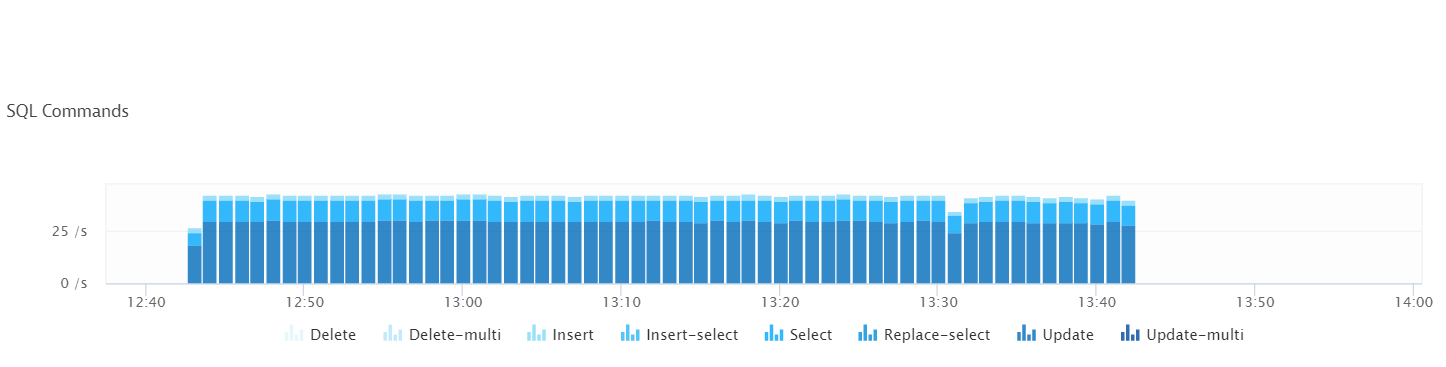 SQL Commands
25 /s
0 /s
12:40 12:50 13:00 13:10 13:20 13:30 13:40 13:50 14:00
Delete Delete-multi Insert Insert-select Select Replace-select Update Update-multi